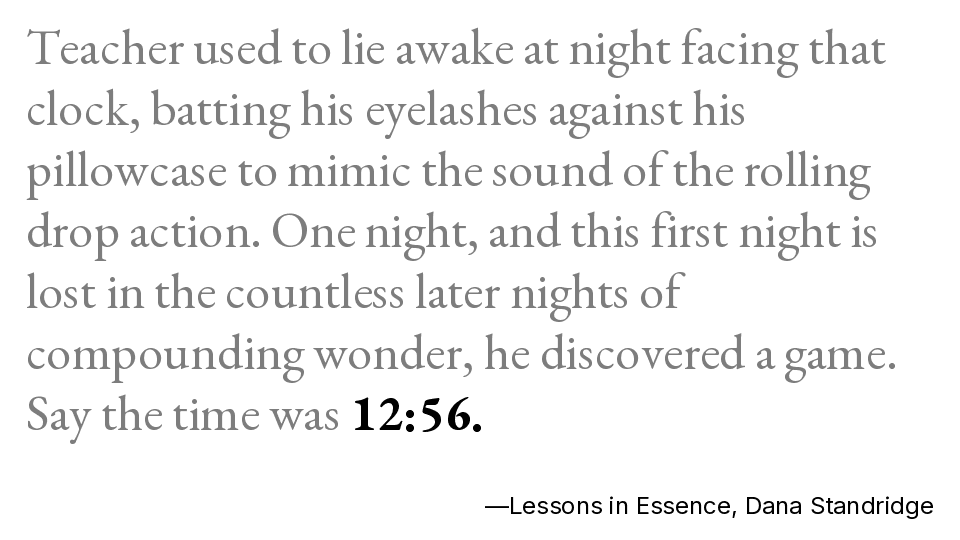 Teacher used to lie awake at night facing that
clock, batting his eyelashes against his
pillowcase to mimic the sound of the rolling
drop action. One night, and this first night is
lost in the countless later nights of
compounding wonder, he discovered a game.
Say the time was 12:56.
—Lessons in Essence, Dana Standridge